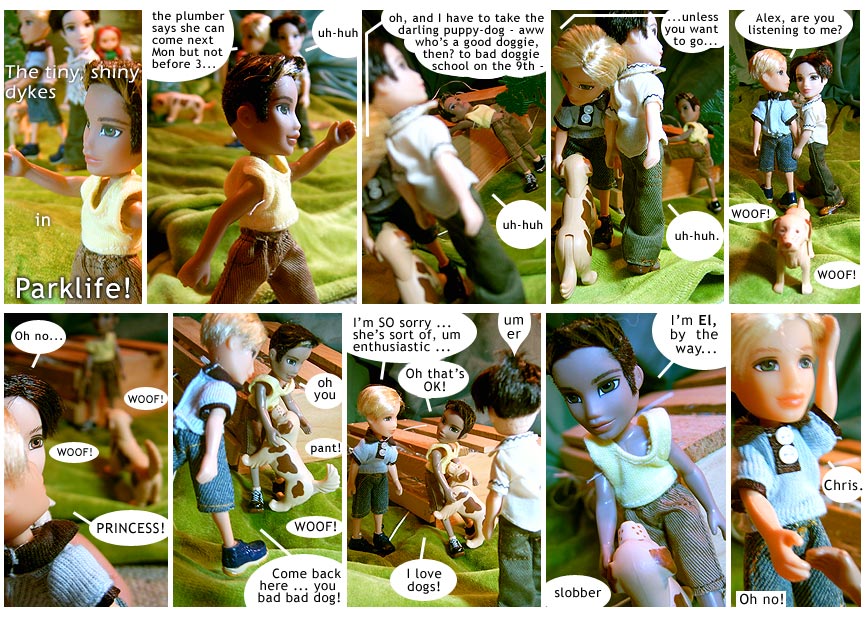 The tiny, shiny
dykes
in
Parklife!
the plumber
says she can
come next
Mon but not
before 3...
uh-huh
oh, and I have to take the
darling puppy-dog - aww
who's a good doggie,
then? to bad doggie
school on the 9th -
uh-huh
...unless
you want
to go...
uh-huh.
Alex, are you
listening to me?
WOOF!
WOOF!
Oh no...
WOOF!
WOOF!
PRINCESS!
oh
you
pant!
WOOF!
Come back
here ... you
bad bad dog!
I'm SO sorry ...
she's sort of, um
enthusiastic ...
Oh that's
OK!
um
er
I love
dogs!
I'm El,
by the
way...
slobber
Chris.
Oh no!